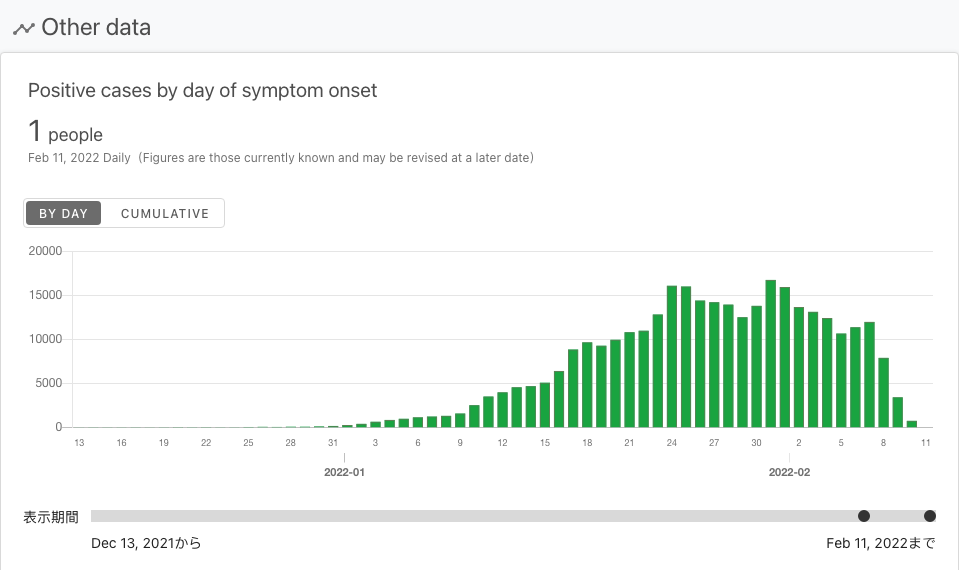 Other data
Positive cases by day of symptom onset
1 people
Feb 11, 2022 Daily（Figures are those currently known and may be revised at a later date）
BY DAY CUMULATIVE
20000
15000
10000
5000
0
13 16 19 22 25 28 31 3 6 9 12 15 18 21 24 27 30 2 5 8 11
2022-01 2022-02
表示期間
Dec 13, 2021から Feb 11, 2022まで